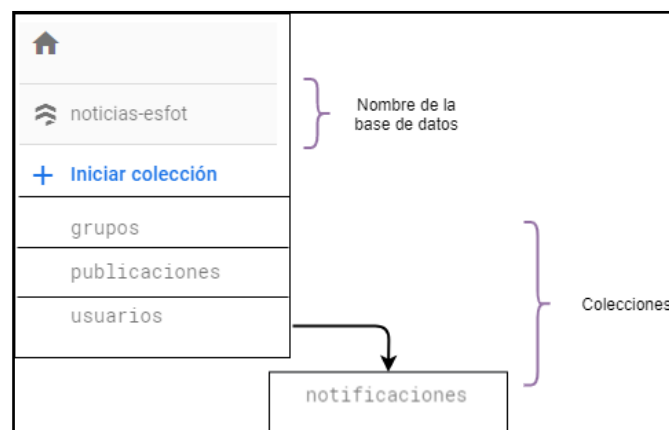 noticias-esfot
Nombre de la
base de datos
Iniciar colección
grupos
publicaciones
usuarios
Colecciones
notificaciones